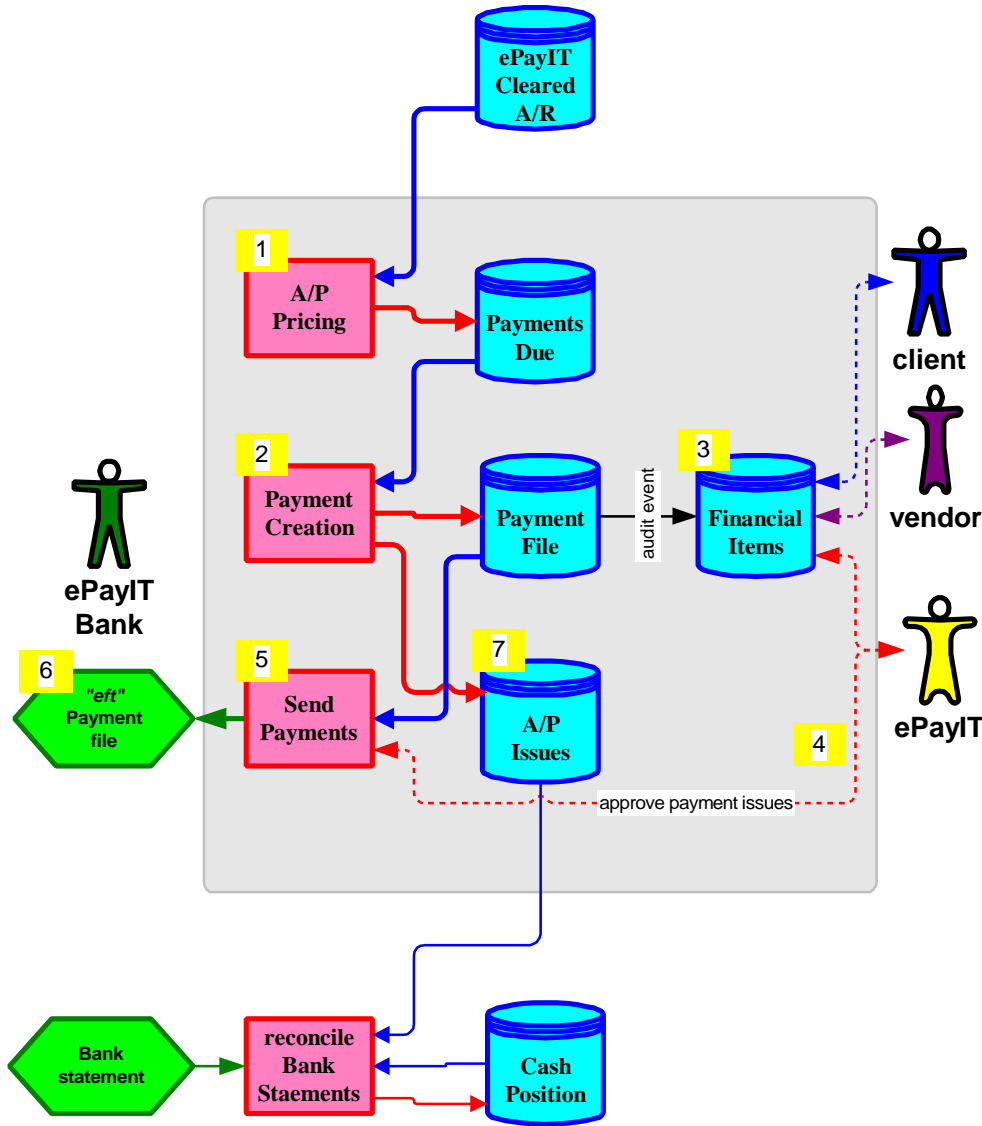 ePayIT
Cleared
A/R
1
A/P
Pricing
Payments
Due
client
2
Payment
Creation
Payment
File
audit event
3
Financial
Items
vendor
ePayIT
Bank
6
"eft"
Payment
file
5
Send
Payments
7
A/P
Issues
4
ePayIT
approve payment issues
Bank
statement
reconcile
Bank
Staements
Cash
Position